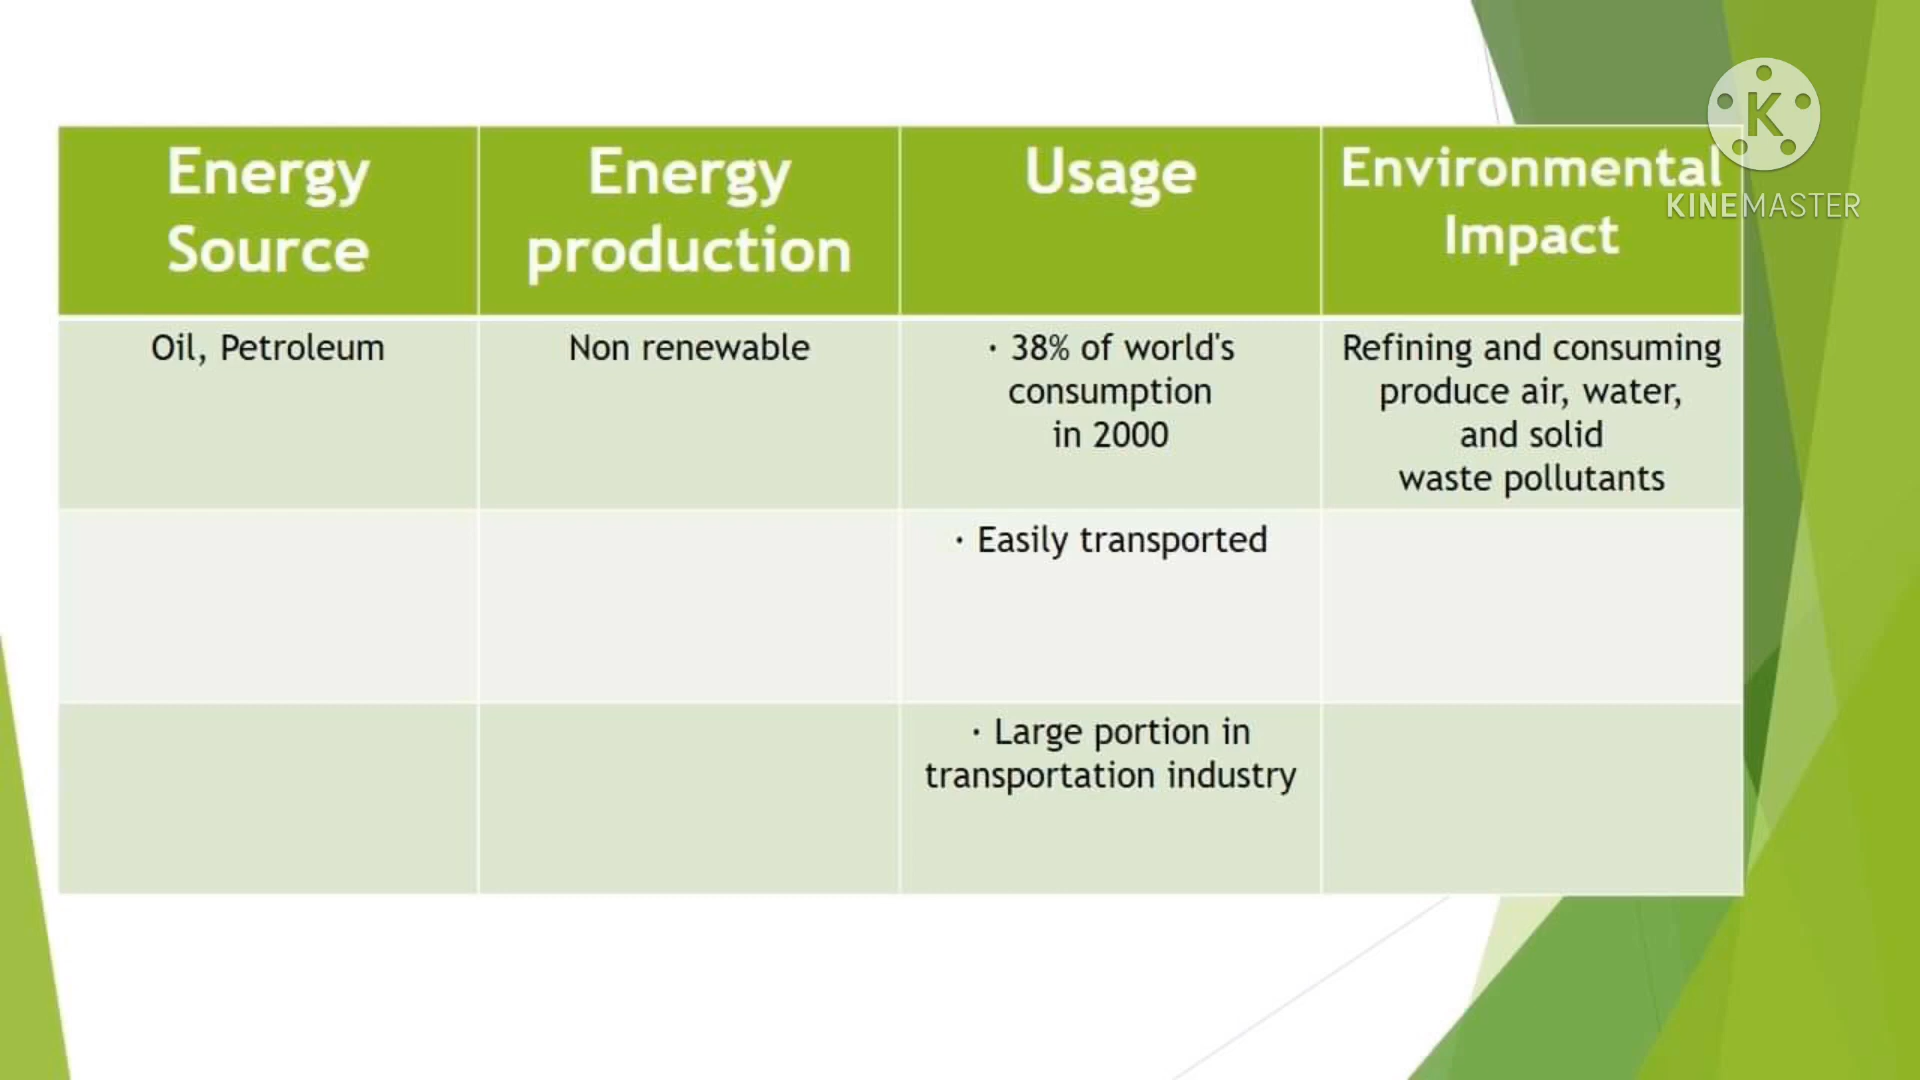 Energy
Source
Energy
production
Usage
Environmental
Impact
K
KINEMASTER
Oil, Petroleum
Non renewable
· 38% of world's
consumption
in 2000
Refining and consuming
produce air, water,
and solid
waste pollutants
· Easily transported
· Large portion in
transportation industry